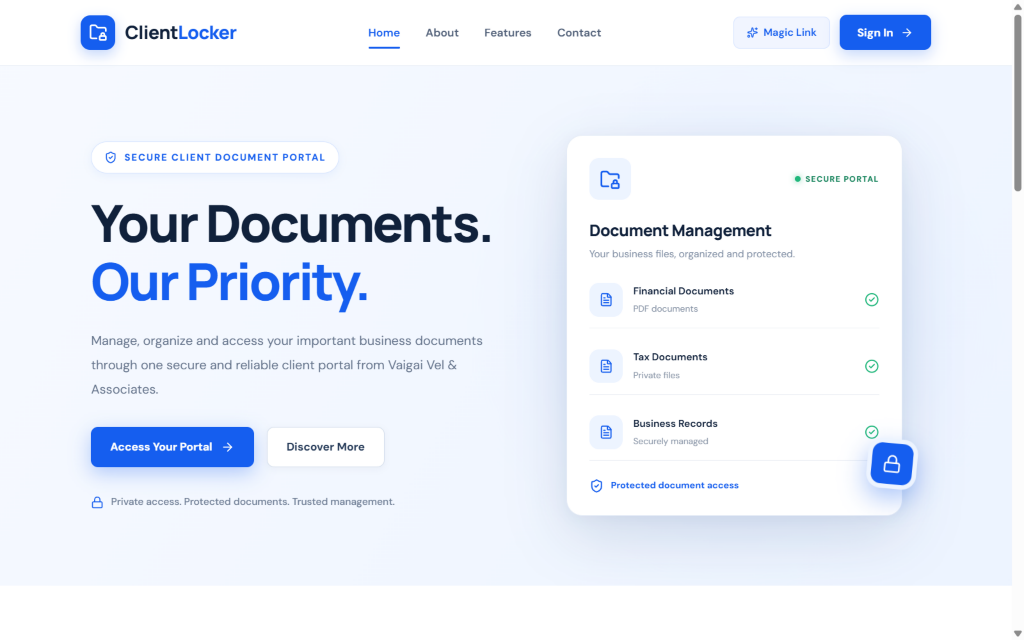 ClientLocker
Home
About
Features
Contact
Magic Link
Sign In
SECURE CLIENT DOCUMENT PORTAL
Your Documents.
Our Priority.
Manage, organize and access your important business documents
through one secure and reliable client portal from Vaigai Vel &
Associates.
Access Your Portal
Discover More
Private access. Protected documents. Trusted management.
SECURE PORTAL
Document Management
Your business files, organized and protected.
Financial Documents
PDF documents
Tax Documents
Private files
Business Records
Securely managed
Protected document access